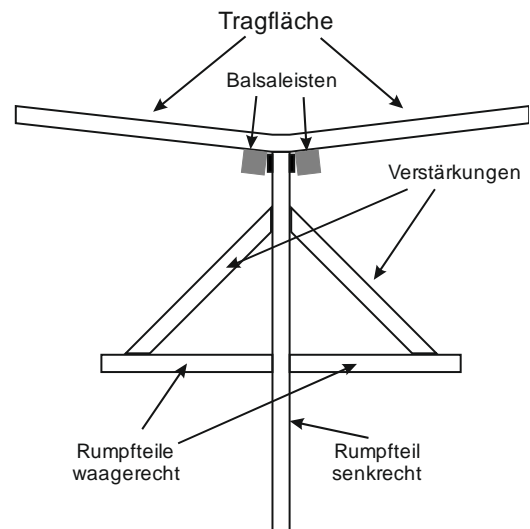 Tragfläche
Balsaleisten
Verstärkungen
Rumpfteile
waagerecht
Rumpfteil
senkrecht